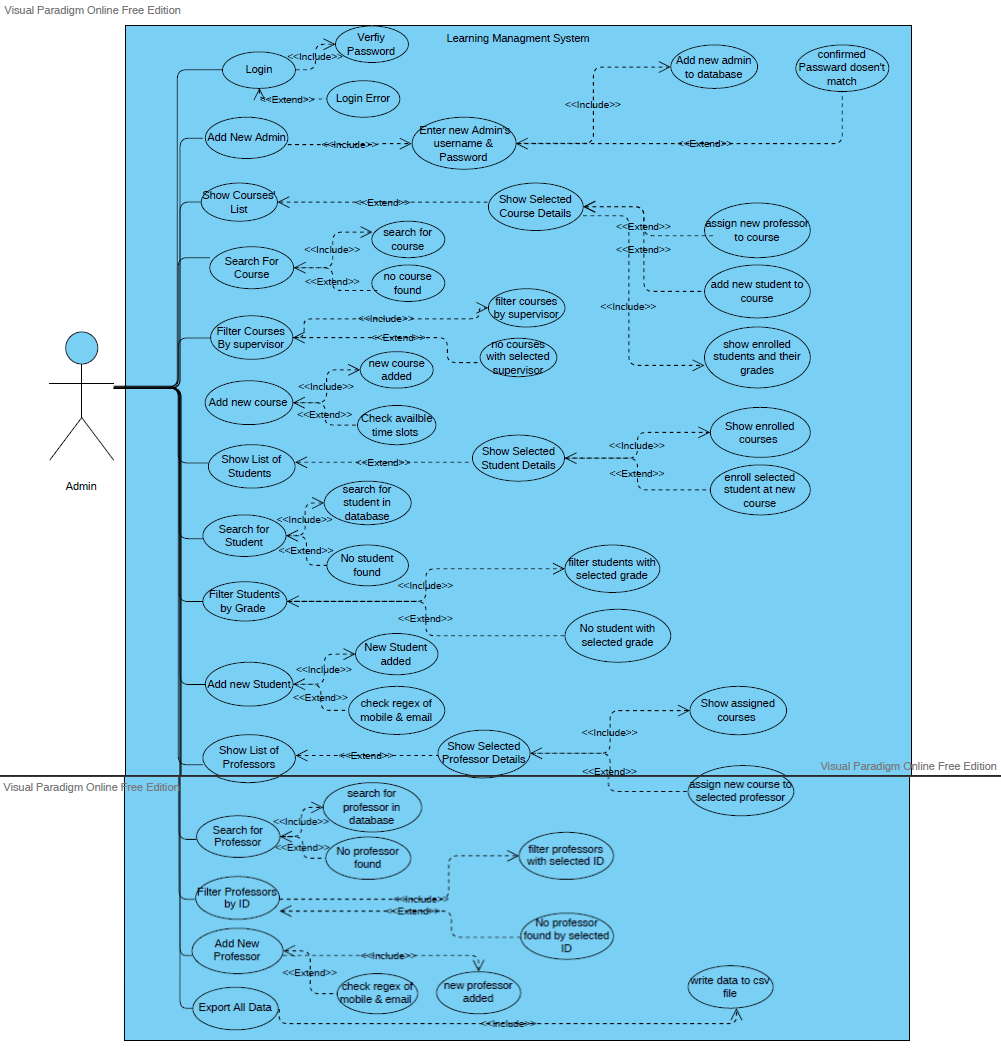 Visual Paradigm Online Free Edition
Learning Managment System
Verfiy
Password
<<Include>>
Login
<<Extend>>
Login Error
Add new admin
to database
confirmed
Passward dosen't
match
<<Include>>
Add New Admin
<<Include>>
Enter new Admin's
username &
Password
<<Extend>>
Show Courses'
List
<<Extend>>
Show Selected
Course Details
<<Extend>>
<<Extend>>
<<Include>>
assign new professor
to course
add new student to
course
show enrolled
students and their
grades
Search For
Course
<<Include>>
search for
course
<<Extend>>
no course
found
Filter Courses
By supervisor
<<Include>>
filter courses
by supervisor
<<Extend>>
no courses
with selected
supervisor
Add new course
<<Include>>
new course
added
<<Extend>>
Check availble
time slots
Admin
Show List of
Students
<<Extend>>
Show Selected
Student Details
<<Include>>
Show enrolled
courses
<<Extend>>
enroll selected
student at new
course
Search for
Student
<<Include>>
search for
student in
database
<<Extend>>
No student
found
Filter Students
by Grade
<<Include>>
filter students with
selected grade
<<Extend>>
No student with
selected grade
Add new Student
<<Include>>
New Student
added
<<Extend>>
check regex of
mobile & email
Show List of
Professors
<<Extend>>
Show Selected
Professor Details
<<Include>>
Show assigned
courses
<<Extend>>
assign new course to
selected professor
Visual Paradigm Online Free Edition
Visual Paradigm Online Free Edition
Search for
Professor
<<Include>>
search for
professor in
database
<<Extend>>
No professor
found
Filter Professors
by ID
<<Include>>
filter professors
with selected ID
<<Extend>>
No professor
found by selected
ID
Add New
Professor
<<Include>>
new professor
added
<<Extend>>
check regex of
mobile & email
Export All Data
<<Include>>
write data to csv
file